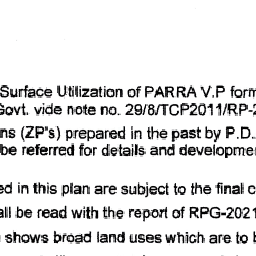 Surface Utilization of PARRA V.P form
Govt. vide note no. 29/8/TCP2011/RP-2
ns (ZP's) prepared in the past by P.D.
be referred for details and developme
ed in this plan are subject to the final c
all be read with the report of RPG-2021
shows broad land uses which are to b